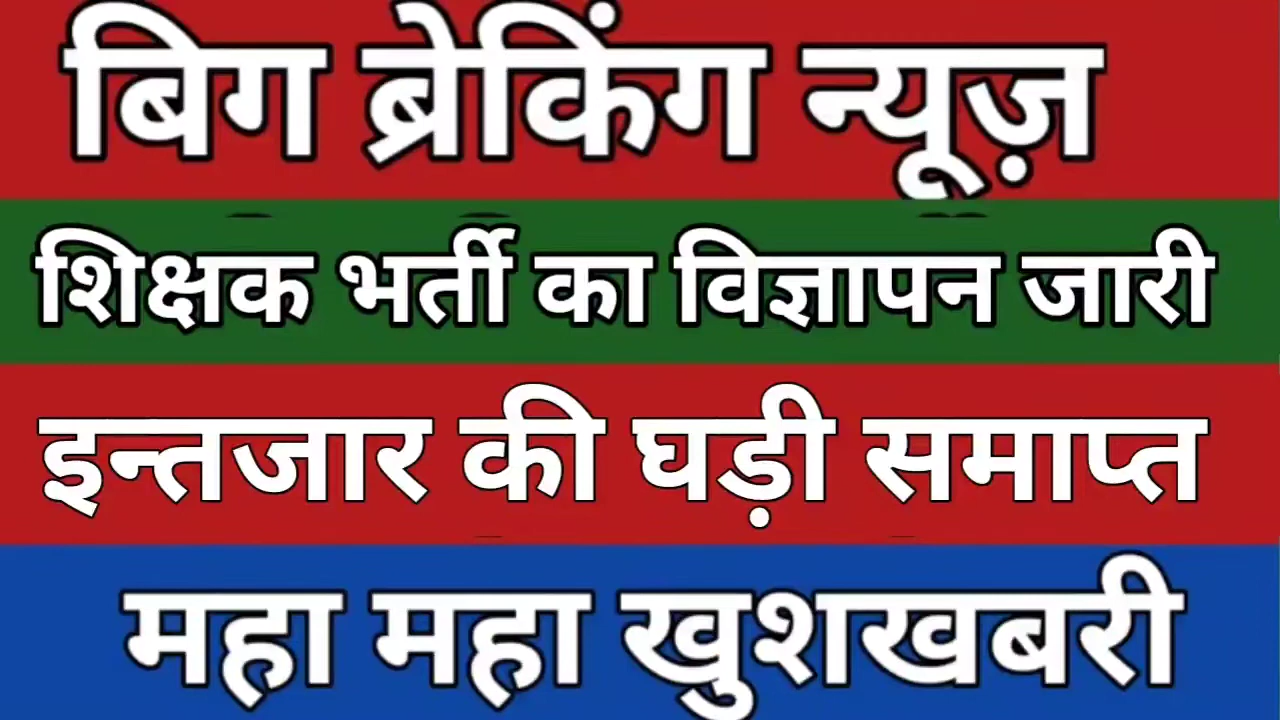 बिग ब्रेकिंग न्यूज़
शिक्षक भर्ती का विज्ञापन जारी
इन्तजार की घड़ी समाप्त
महा महा खुशखबरी